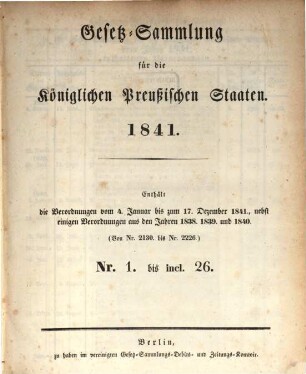 Gesetz-Sammlung
für die
Königlichen Preußischen Staaten.
1841.
Enthält
die Verordnungen vom 4. Januar bis zum 17. Dezember 1841., nebst
einigen Verordnungen aus den Jahren 1838. 1839. und 1840.
(Von Nr. 2130. bis Nr. 2226.)
Nr. 1. bis incl. 26.
Berlin,
zu haben im vereinigten Gesetz-Sammlungs-Debits- und Zeitungs-Komtoir.